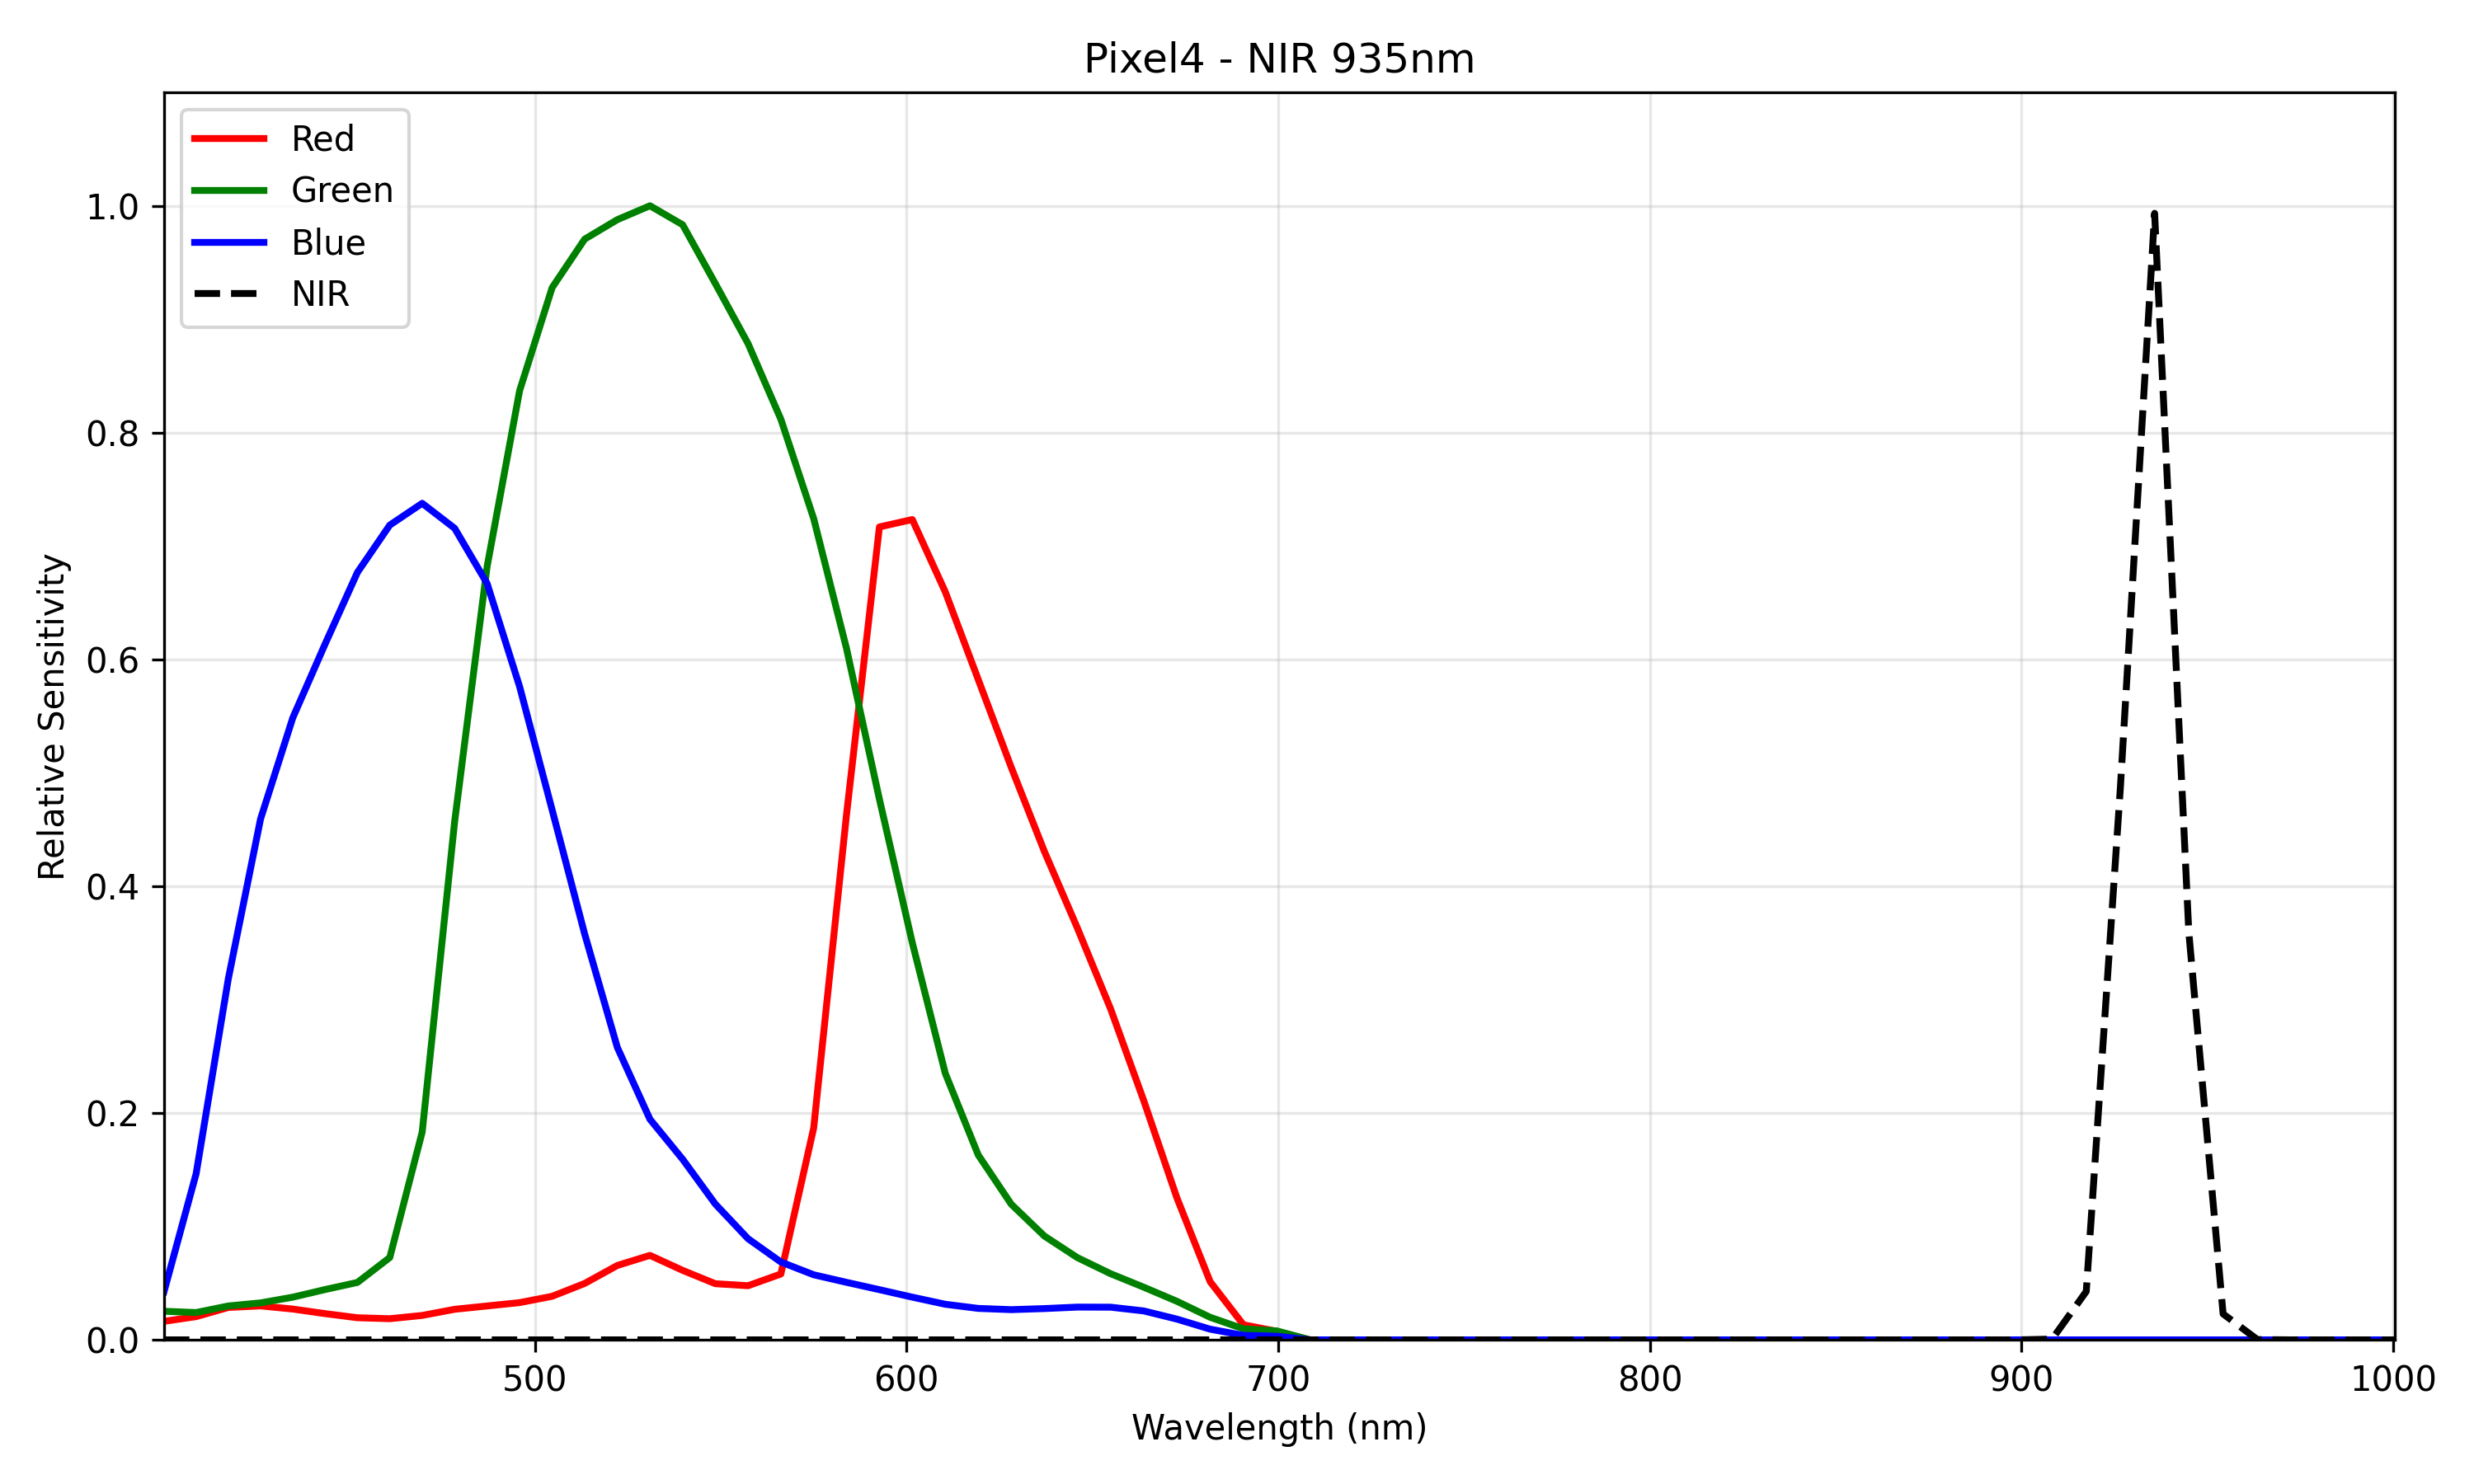 Pixel4 - NIR 935nm
Red
Green
Blue
NIR
1.0
0.8
0.6
0.4
0.2
0.0
Relative Sensitivity
500 600 700 800 900 1000
Wavelength (nm)